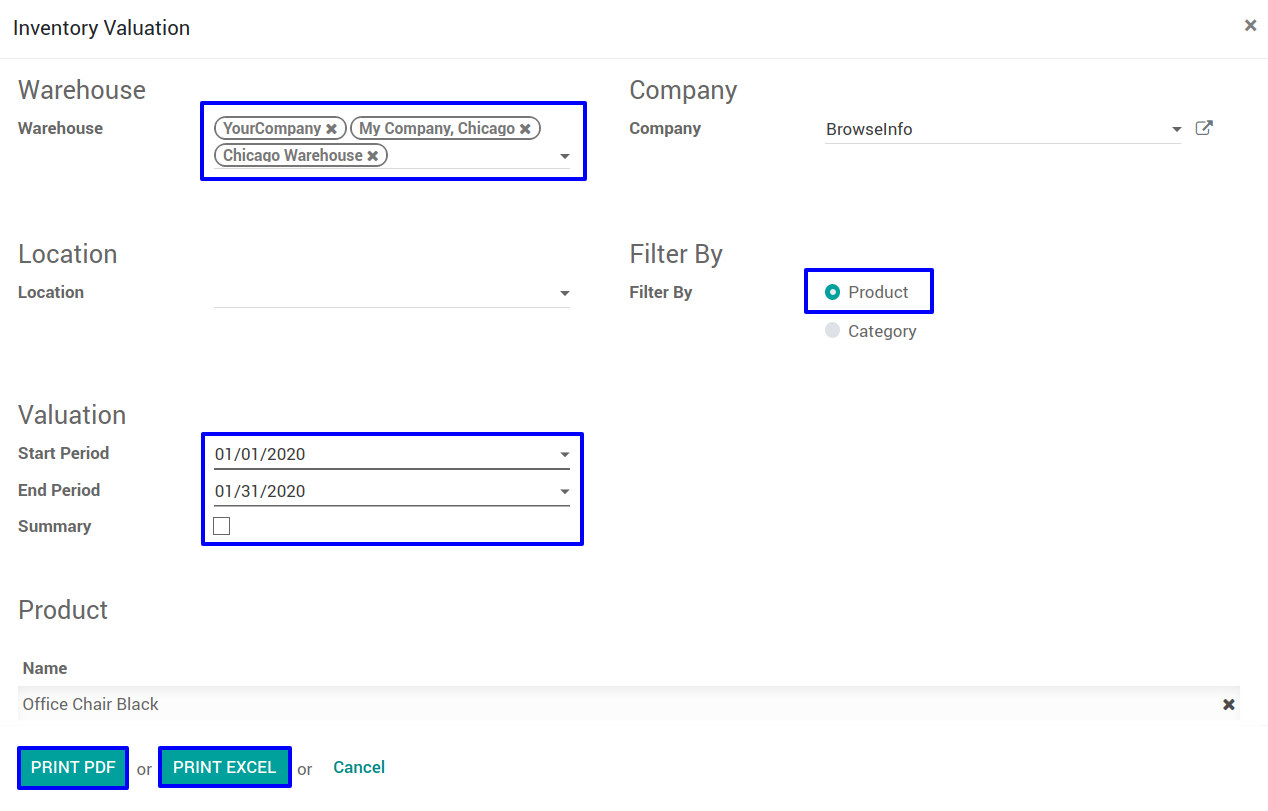 Inventory Valuation
Warehouse
Warehouse
YourCompany
My Company, Chicago
Chicago Warehouse
Company
Company
BrowseInfo
Location
Location
Filter By
Filter By
Product
Category
Valuation
Start Period
01/01/2020
End Period
01/31/2020
Summary
Product
Name
Office Chair Black
PRINT PDF or PRINT EXCEL or Cancel